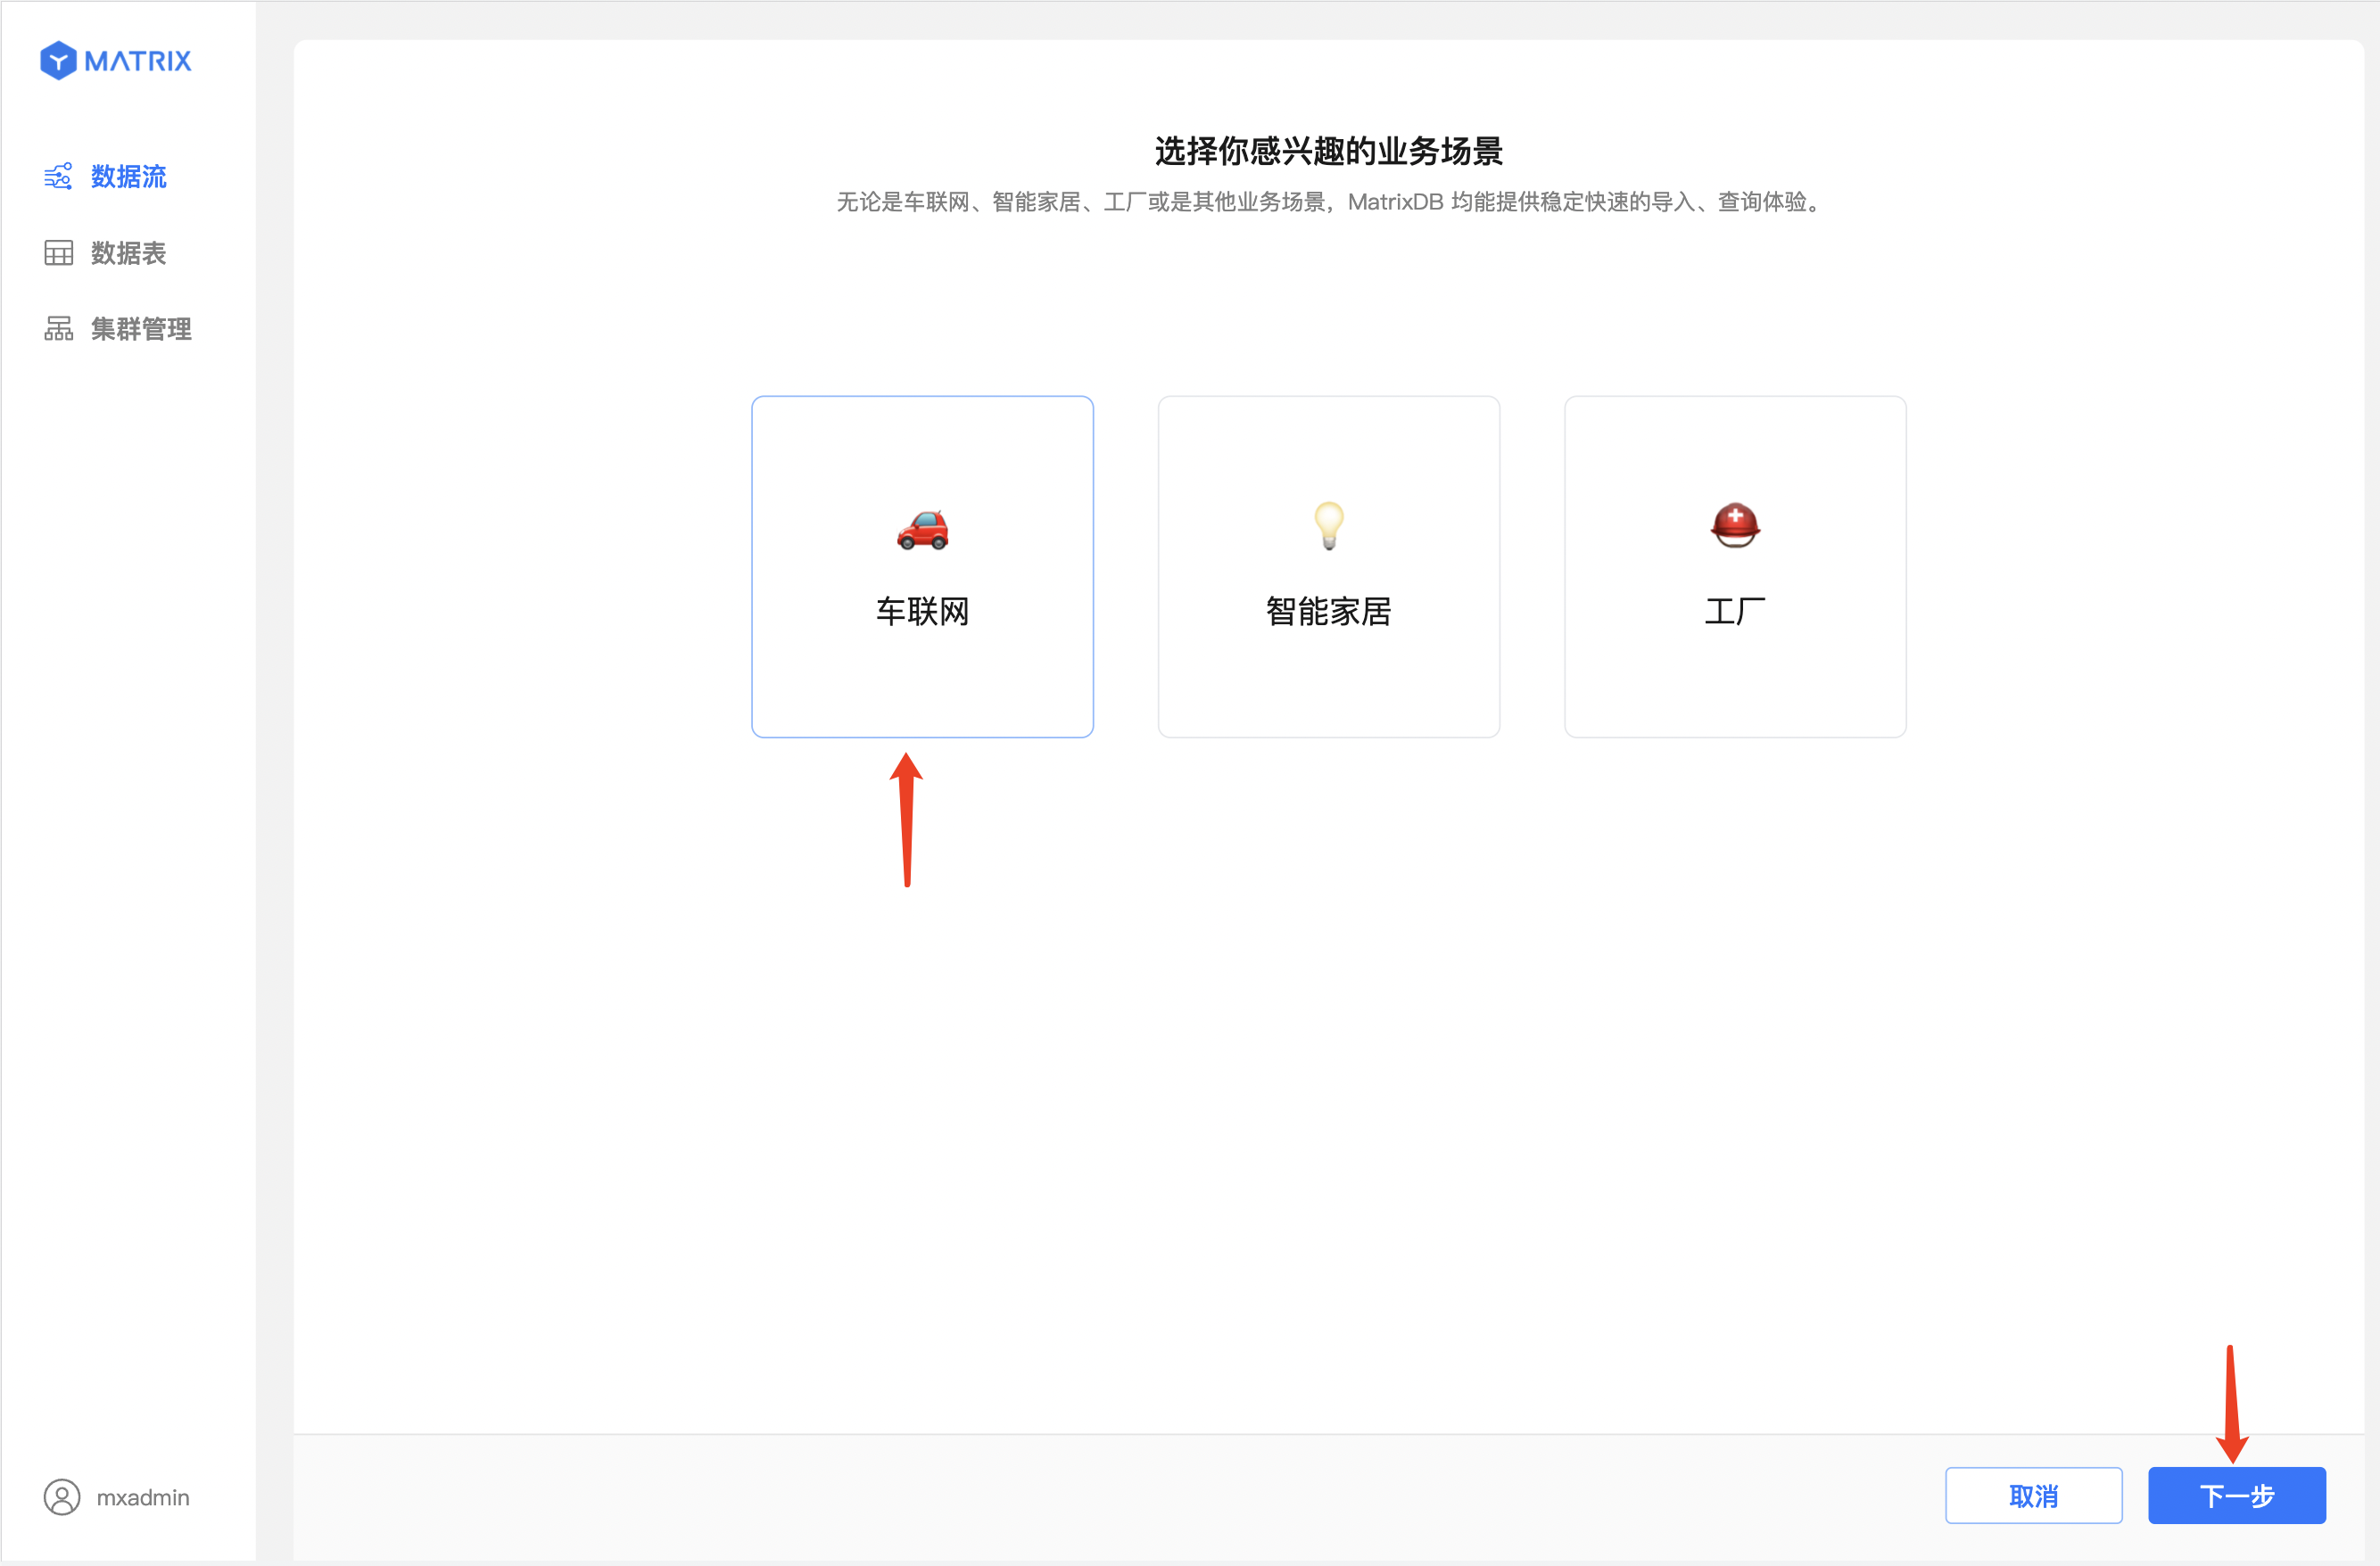 MATRIX
数据流
数据表
集群管理
选择你感兴趣的业务场景
无论是车联网、智能家居、工厂或是其他业务场景，MatrixDB 均能提供稳定快速的导入、查询体验。
车联网
智能家居
工厂
mxadmin
取消
下一步